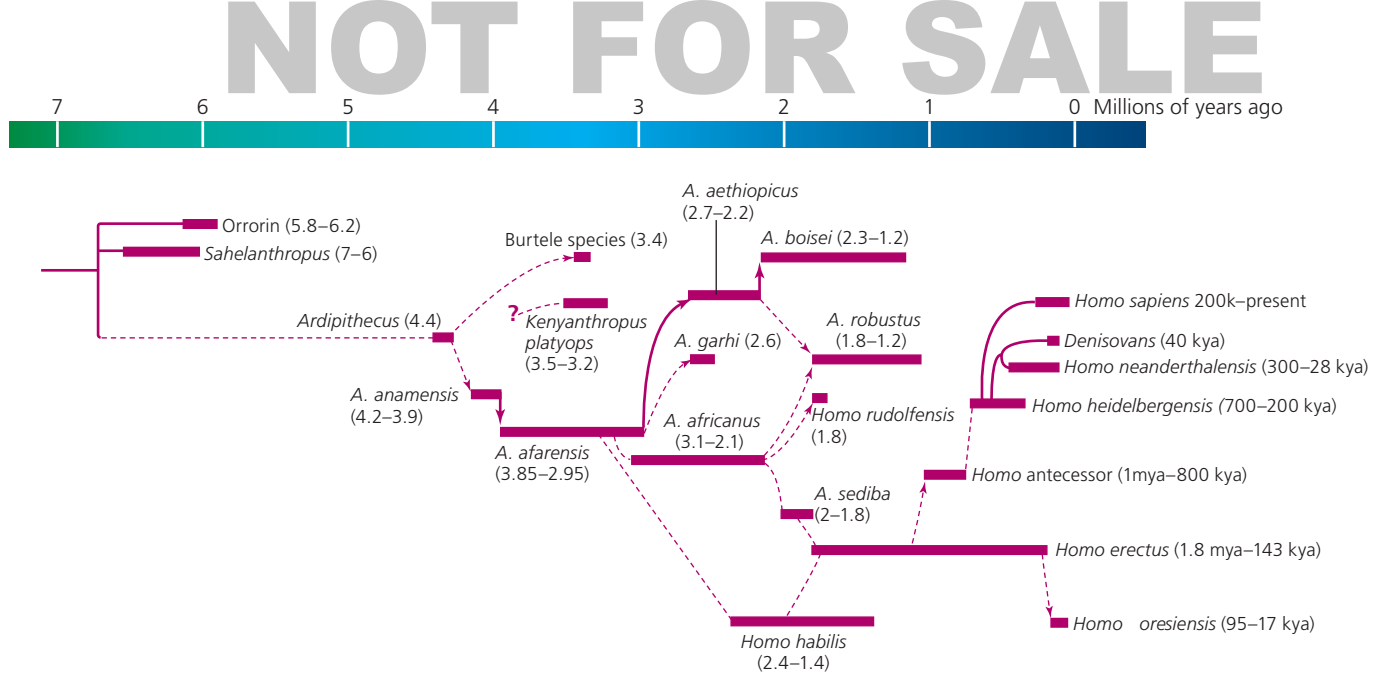 NOT FOR SALE
7 6 5 4 3 2 1 0 Millions of years ago
A. aethiopicus
(2.7–2.2)
Orrorin (5.8–6.2)
Sahelanthropus (7–6)
Burtele species (3.4)
A. boisei (2.3–1.2)
Homo sapiens 200k–present
Ardipithecus (4.4)
?
Kenyanthropus
platyops
(3.5–3.2)
A. garhi (2.6)
A. robustus
(1.8–1.2)
Denisovans (40 kya)
Homo neanderthalensis (300–28 kya)
A. anamensis
(4.2–3.9)
Homo rudolfensis
(1.8)
Homo heidelbergensis (700–200 kya)
A. africanus
(3.1–2.1)
A. afarensis
(3.85–2.95)
Homo antecessor (1mya–800 kya)
A. sediba
(2–1.8)
Homo erectus (1.8 mya–143 kya)
Homo oresiensis (95–17 kya)
Homo habilis
(2.4–1.4)